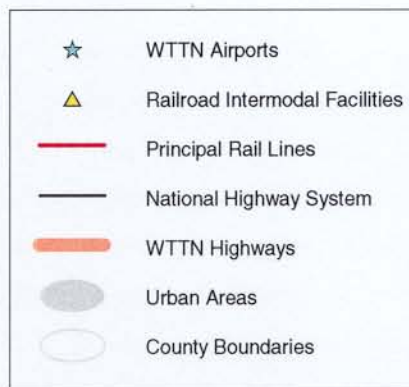 WTTN Airports
Railroad Intermodal Facilities
Principal Rail Lines
National Highway System
WTTN Highways
Urban Areas
County Boundaries